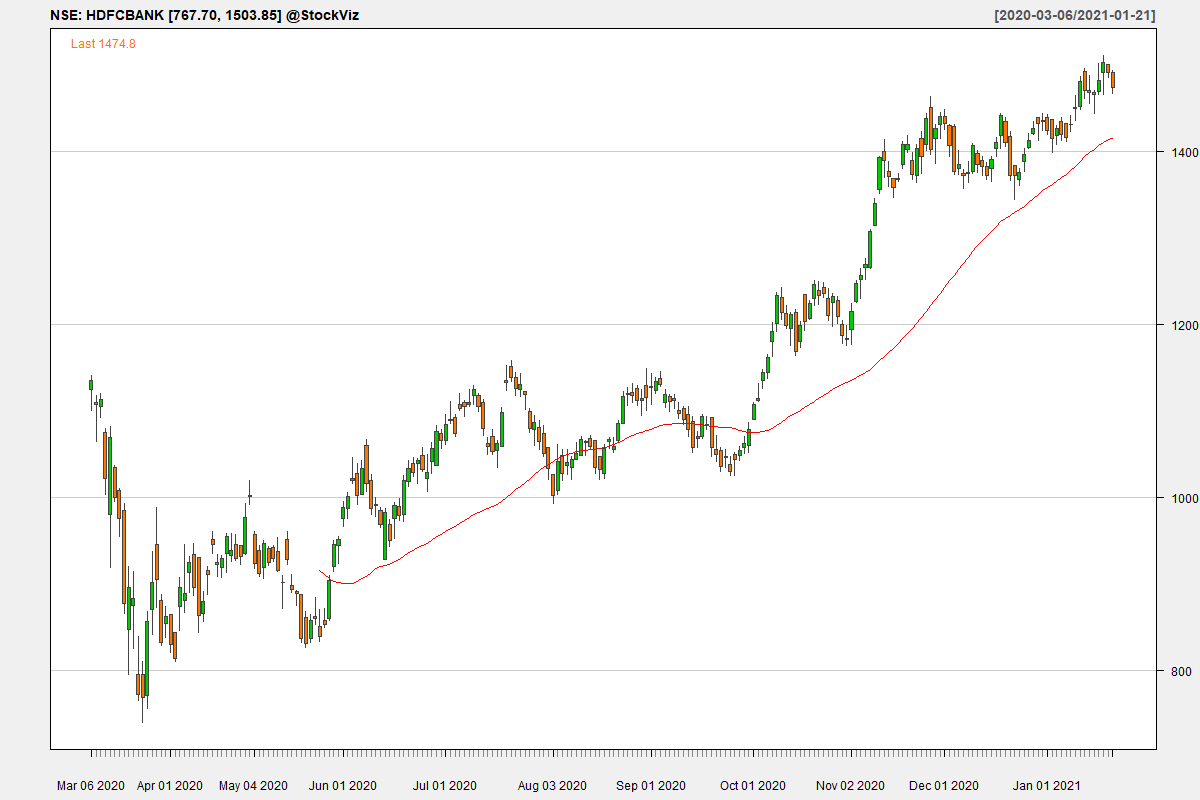 NSE: HDFCBANK [767.70, 1503.85] @StockViz
[2020-03-06/2021-01-21]
Last 1474.8
1400
1200
1000
800
Mar 06 2020
Apr 01 2020
May 04 2020
Jun 01 2020
Jul 01 2020
Aug 03 2020
Sep 01 2020
Oct 01 2020
Nov 02 2020
Dec 01 2020
Jan 01 2021